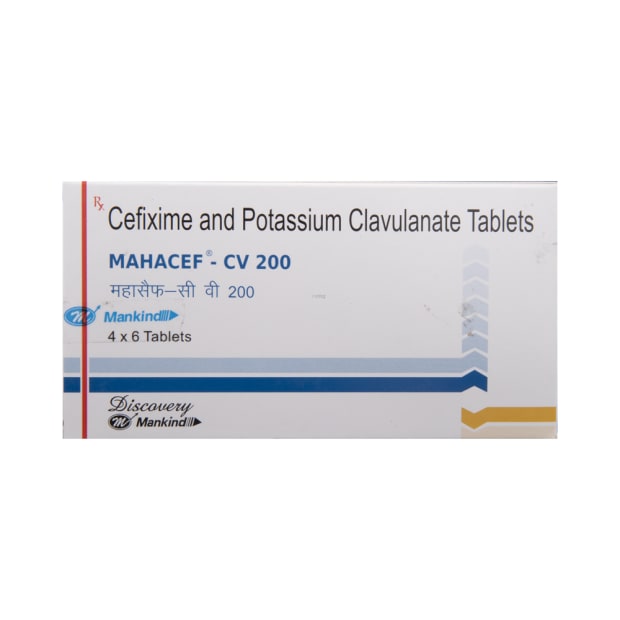 Rx
Cefixime and Potassium Clavulanate Tablets
MAHACEF® - CV 200
महासैफ–सी वी 200
M Mankind
4 x 6 Tablets
Discovery
M Mankind